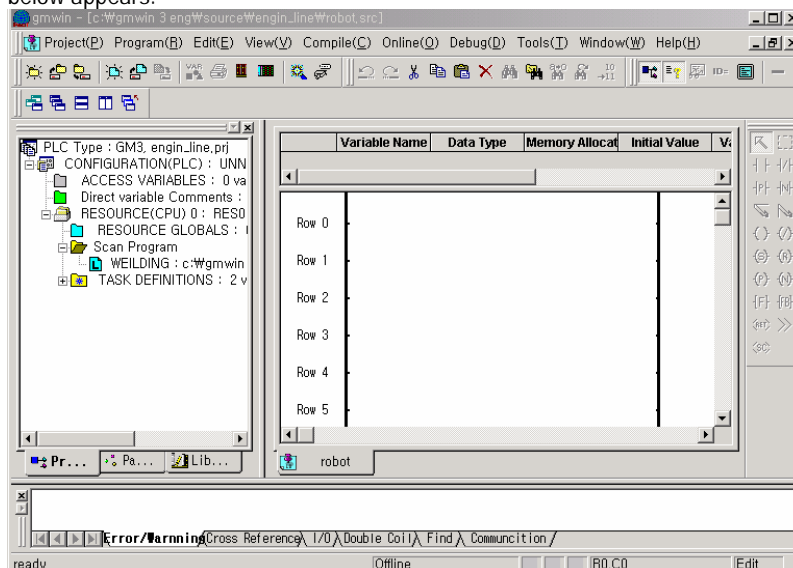 below appears.
gmwin - [c:₩gmwin 3 eng₩source₩engin_line₩robot.src]
Project(P) Program(R) Edit(E) View(V) Compile(C) Online(O) Debug(D) Tools(T) Window(W) Help(H)
VAR
ID=
PLC Type : GM3, engin_line.prj
CONFIGURATION(PLC) : UNN
ACCESS VARIABLES : 0 va
Direct variable Comments :
RESOURCE(CPU) 0 : RES0
RESOURCE GLOBALS :
Scan Program
WEILDING : c:₩gmwin
TASK DEFINITIONS : 2 v
Pr... Pa... Lib...
Variable Name Data Type Memory Allocat Initial Value
Row 0
Row 1
Row 2
Row 3
Row 4
Row 5
robot
Error/Warnning Cross Reference I/O Double Coil Find Communcition
ready Offline R0,C0 Edit